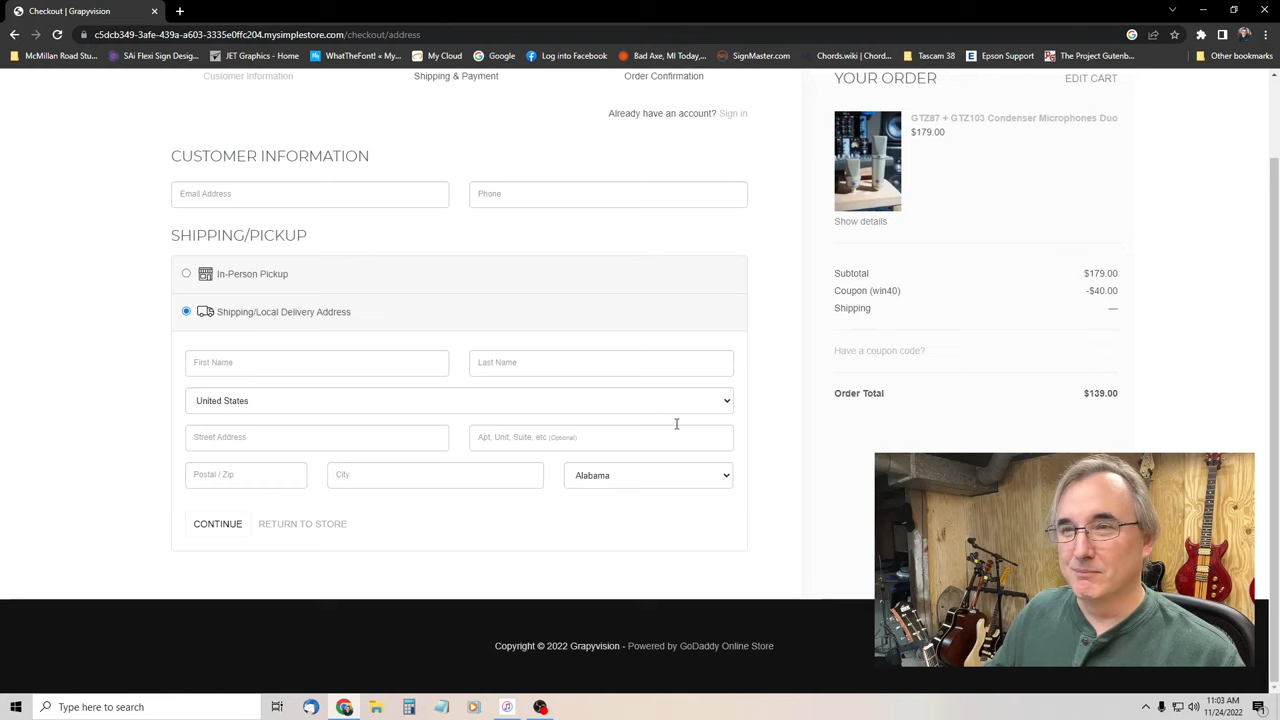 Checkout
c5dcb349-3afe-439a-a603-3335e0ffc204.mysimplestore.com/checkout/address
McMillan Road Stu...
SAi Flexi Sign Desig...
JET Graphic - Home
WhatTheFont! « My...
My Cloud
Google
Facebook
Bad Axe, MI Today,...
SignMaster.com
Chords.wiki | Chord...
Tascam 38
Epson Support
The Project Gutenb...
Other bookmarks
Customer Information
Shipping & Payment
Order Confirmation
Already have an account? Sign in
CUSTOMER INFORMATION
Email Address
Phone
SHIPPING/PICKUP
In-Person Pickup
Shipping/Local Delivery Address
First Name
Last Name
United States
Street Address
Apt, Unit, Suite, etc (Optional)
Postal / Zip
City
Alabama
CONTINUE
RETURN TO STORE
YOUR ORDER
EDIT CART
GTZ87 + GTZ103 Condenser Microphones Duo
$179.00
Show details
Subtotal
$179.00
Coupon (win40)
-$40.00
Shipping
—
Have a coupon code?
Order Total
$139.00
Copyright © 2022 Grapyvision - Powered by GoDaddy Online Store
Type here to search
11:03 AM
11/24/2022